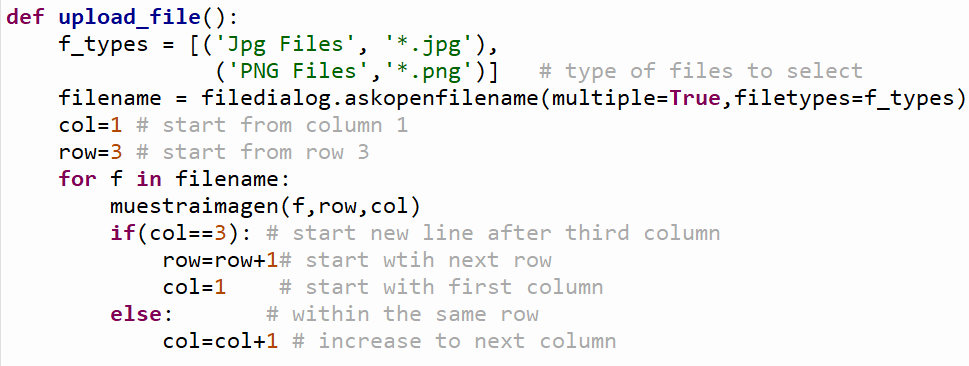 def upload_file():
    f_types = [('Jpg Files', '*.jpg'),
                ('PNG Files','*.png')]   # type of files to select
    filename = filedialog.askopenfilename(multiple=True,filetypes=f_types)
    col=1 # start from column 1
    row=3 # start from row 3
    for f in filename:
        muestraimagen(f,row,col)
        if(col==3): # start new line after third column
            row=row+1# start wtih next row
            col=1    # start with first column
        else:       # within the same row
            col=col+1 # increase to next column